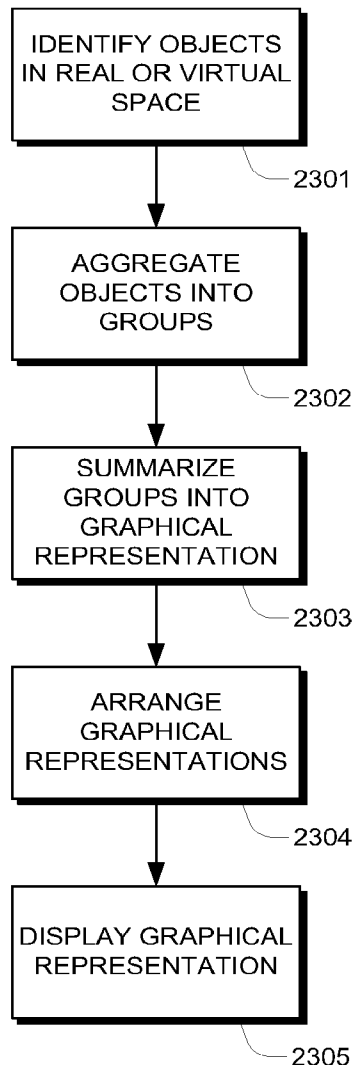 IDENTIFY OBJECTS
IN REAL OR VIRTUAL
SPACE
2301
AGGREGATE
OBJECTS INTO
GROUPS
2302
SUMMARIZE
GROUPS INTO
GRAPHICAL
REPRESENTATION
2303
ARRANGE
GRAPHICAL
REPRESENTATIONS
2304
DISPLAY GRAPHICAL
REPRESENTATION
2305